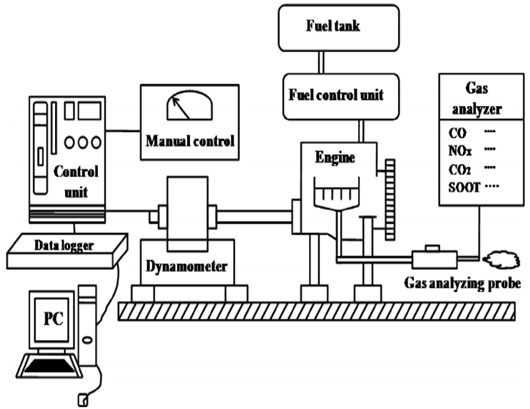 Fuel tank
Fuel control unit
Gas
analyzer
CO ----
NOx ----
CO2 ----
SOOT ----
Manual control
Control
unit
Engine
Data logger
Dynamometer
Gas analyzing probe
PC